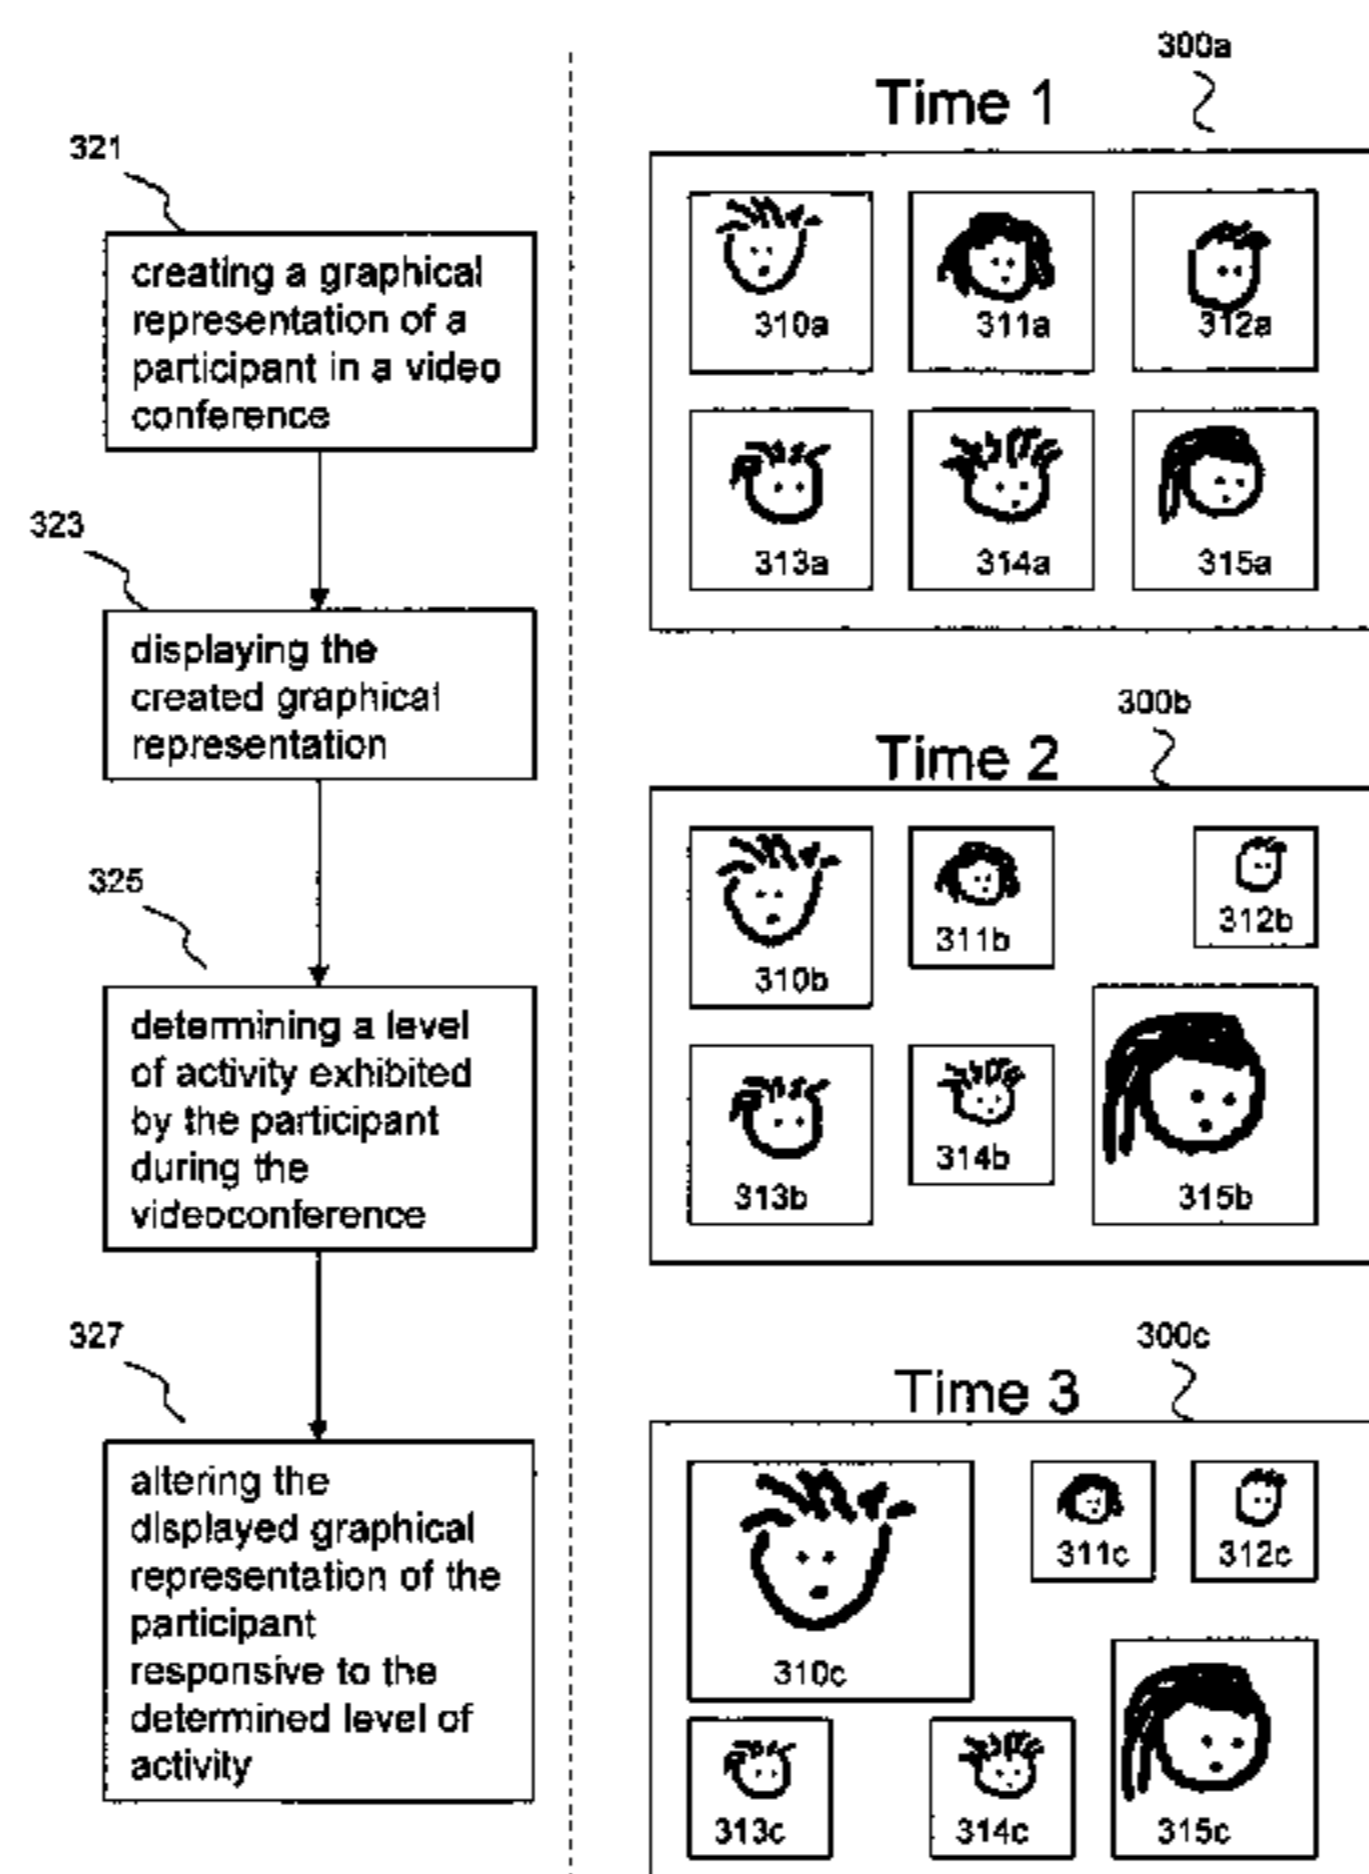 321
creating a graphical
representation of a
participant in a video
conference
323
displaying the
created graphical
representation
325
determining a level
of activity exhibited
by the participant
during the
videoconference
327
altering the
displayed graphical
representation of the
participant
responsive to the
determined level of
activity
300a
Time 1
310a 311a 312a
313a 314a 315a
300b
Time 2
310b 311b 312b
313b 314b 315b
300c
Time 3
310c 311c 312c
313c 314c 315c